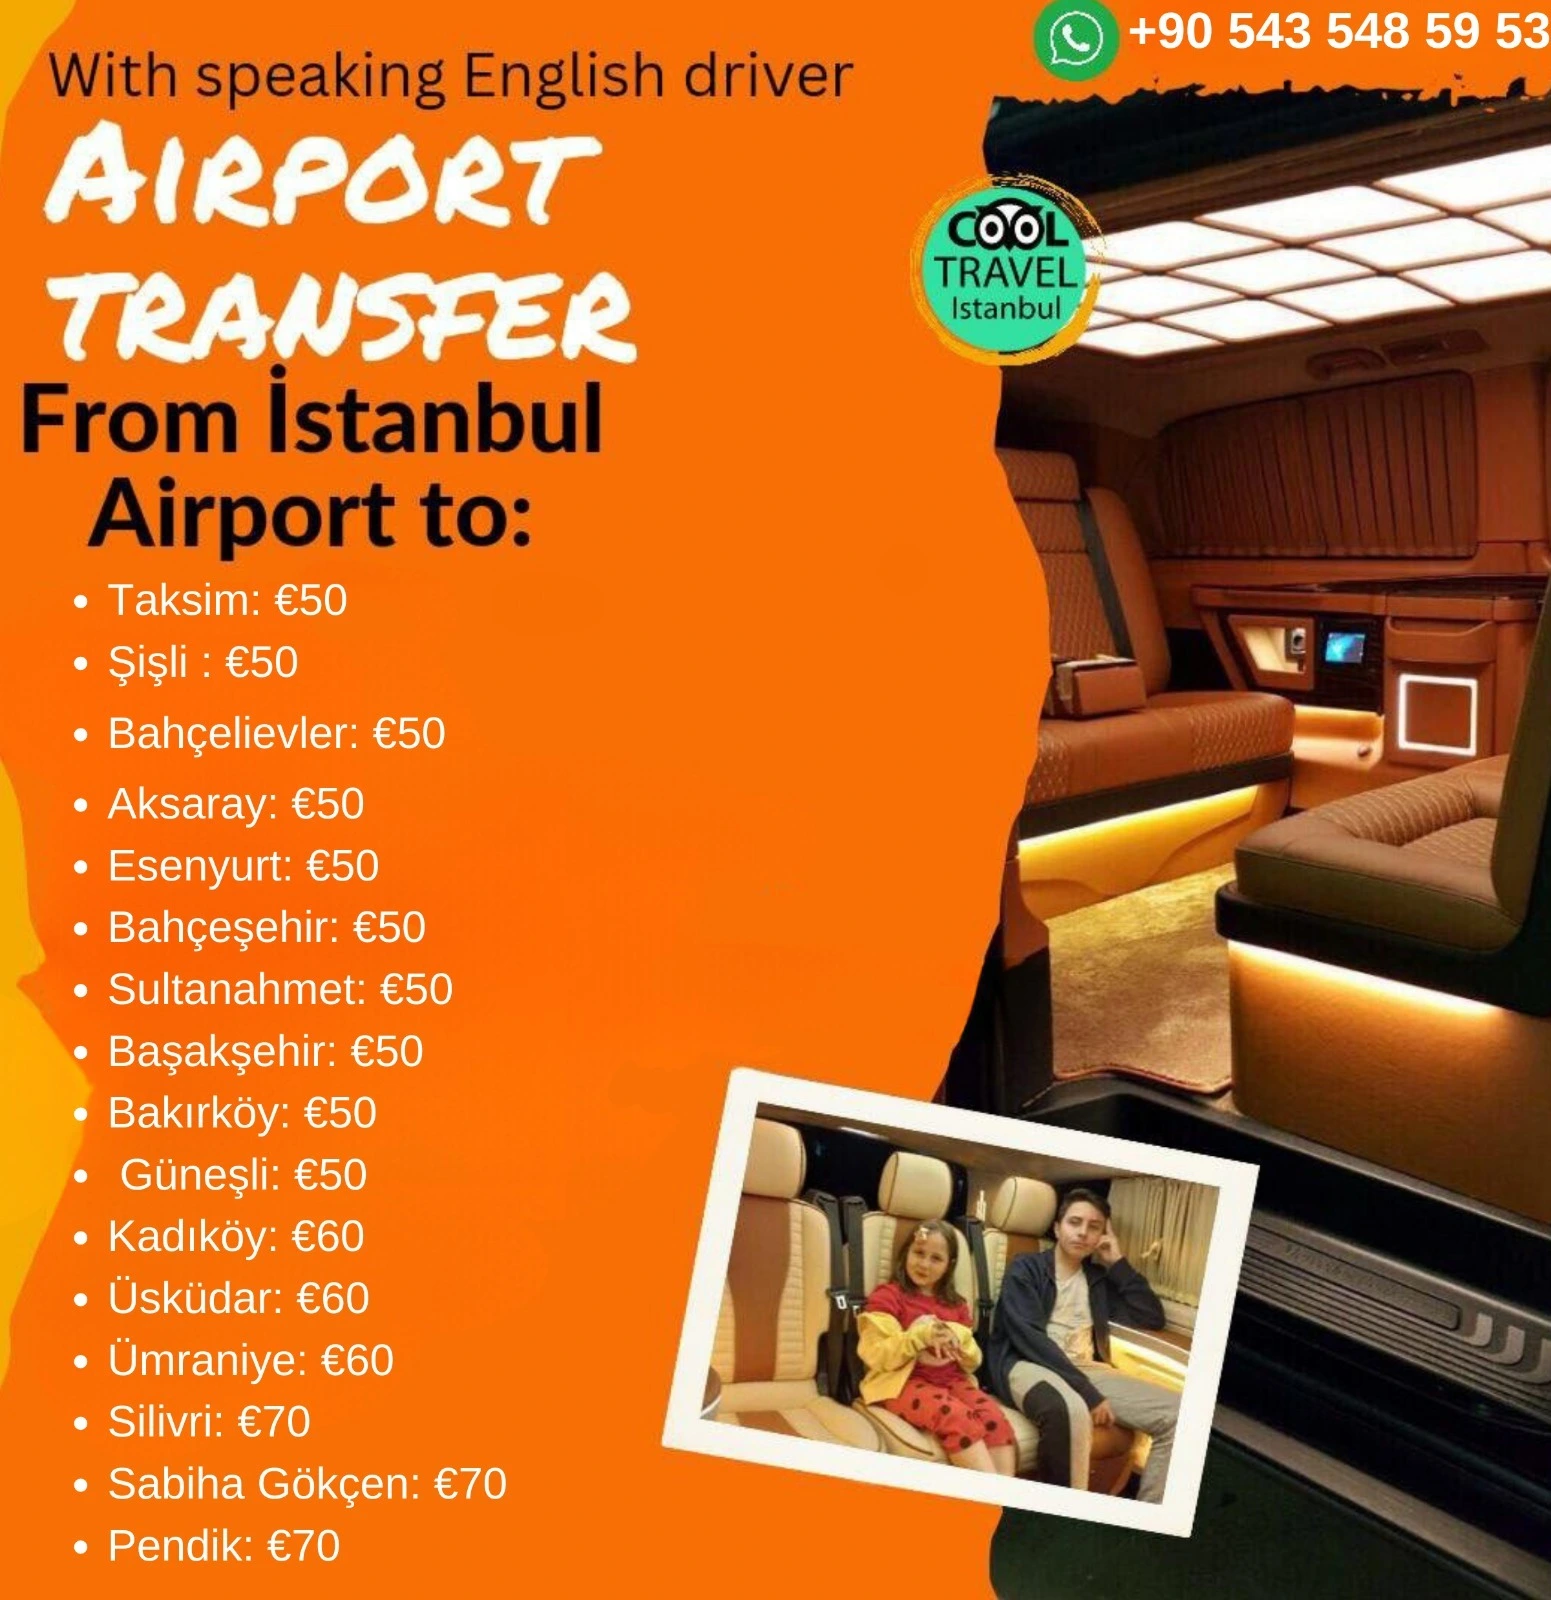 +90 543 548 59 53
With speaking English driver
AIRPORT
TRANSFER
COOL
TRAVEL
Istanbul
From İstanbul
Airport to:
• Taksim: €50
• Şişli : €50
• Bahçelievler: €50
• Aksaray: €50
• Esenyurt: €50
• Bahçeşehir: €50
• Sultanahmet: €50
• Başakşehir: €50
• Bakırköy: €50
• Güneşli: €50
• Kadıköy: €60
• Üsküdar: €60
• Ümraniye: €60
• Silivri: €70
• Sabiha Gökçen: €70
• Pendik: €70